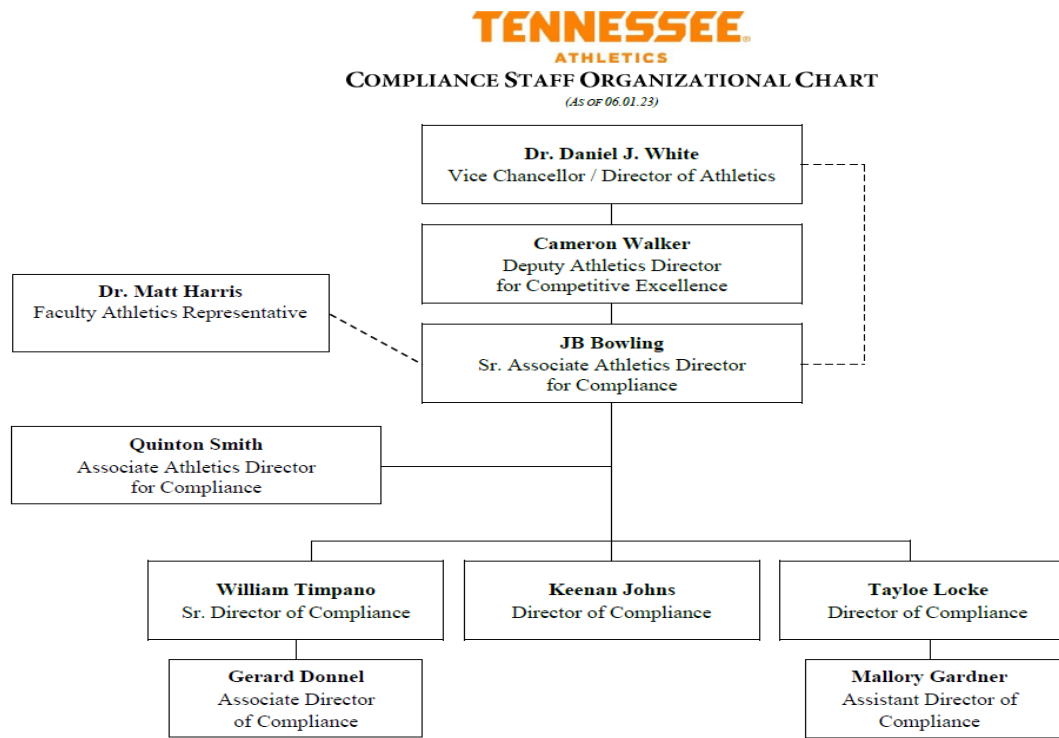 TENNESSEE®
ATHLETICS
COMPLIANCE STAFF ORGANIZATIONAL CHART
(AS OF 06.01.23)
Dr. Daniel J. White
Vice Chancellor / Director of Athletics
Cameron Walker
Deputy Athletics Director
for Competitive Excellence
Dr. Matt Harris
Faculty Athletics Representative
JB Bowling
Sr. Associate Athletics Director
for Compliance
Quinton Smith
Associate Athletics Director
for Compliance
William Timpano
Sr. Director of Compliance
Keenan Johns
Director of Compliance
Tayloe Locke
Director of Compliance
Gerard Donnel
Associate Director
of Compliance
Mallory Gardner
Assistant Director of
Compliance